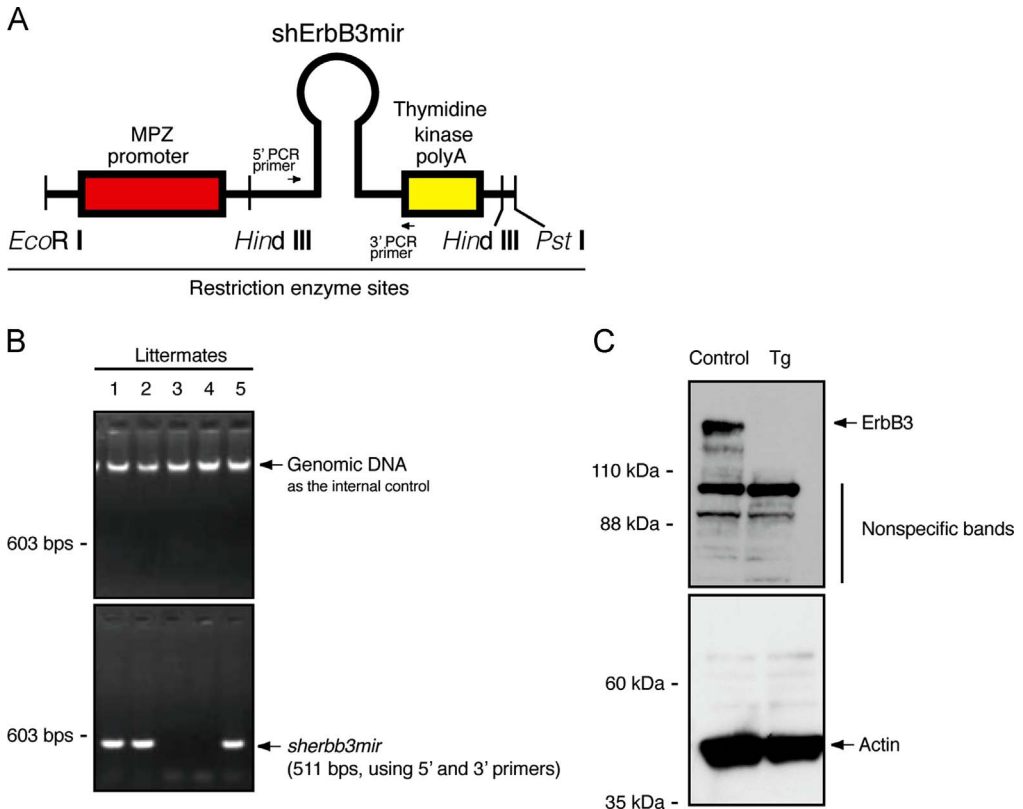 A
shErbB3mir
MPZ
promoter
5’ PCR
primer
Thymidine
kinase
polyA
EcoR I
Hind III
3’ PCR
primer
Hind III
Pst I
Restriction enzyme sites
B
Littermates
1 2 3 4 5
Genomic DNA
as the internal control
603 bps -
603 bps -
sherbb3mir
(511 bps, using 5’ and 3’ primers)
C
Control Tg
ErbB3
110 kDa -
88 kDa -
Nonspecific bands
60 kDa -
Actin
35 kDa -